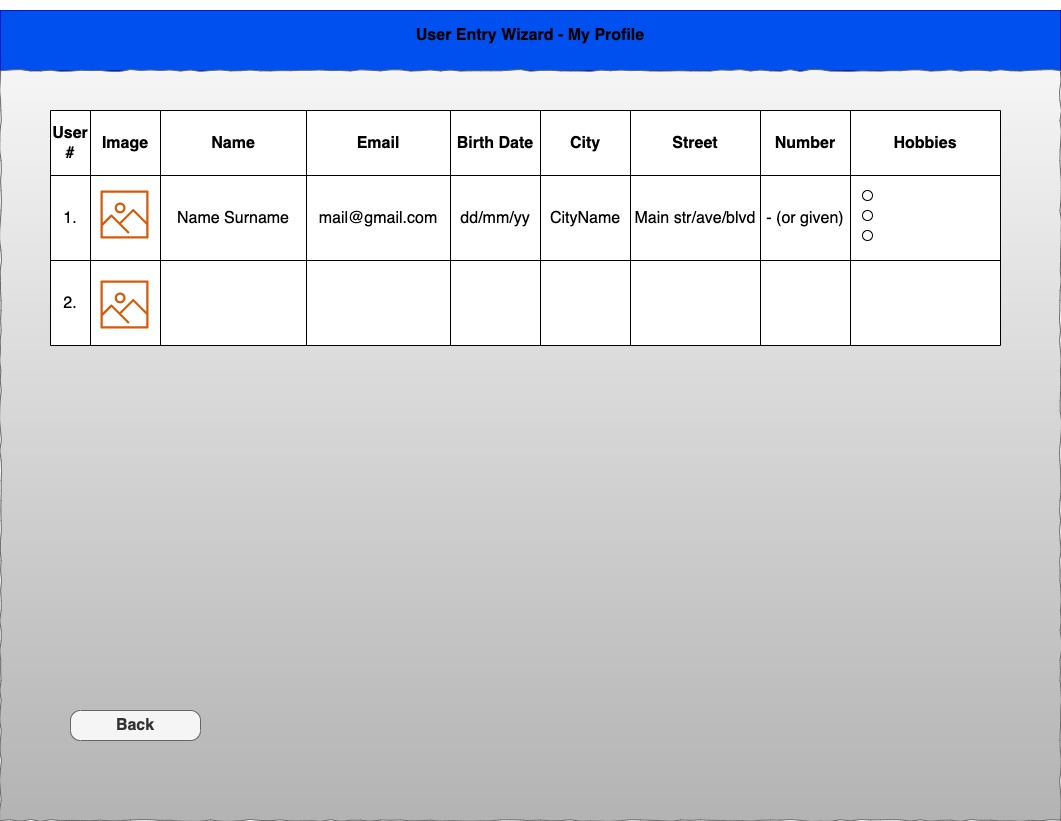 User Entry Wizard - My Profile
User # Image Name Email Birth Date City Street Number Hobbies
1. Name Surname mail@gmail.com dd/mm/yy CityName Main str/ave/blvd - (or given)
2.
Back